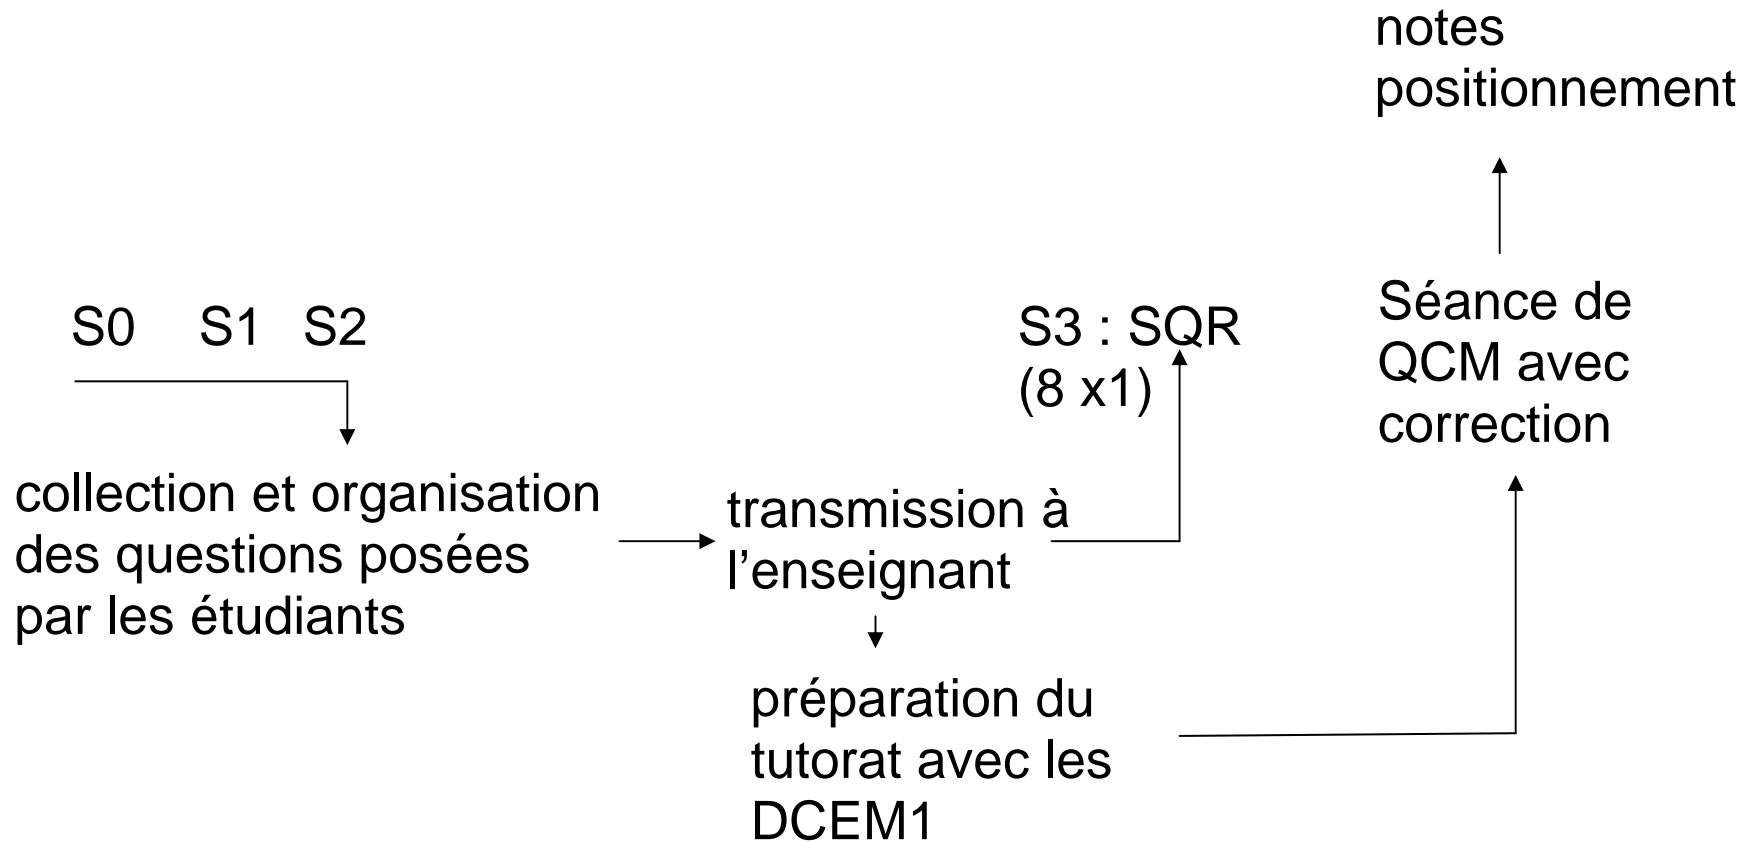 notes
positionnement
S0 S1 S2
S3 : SQR
(8 x1)
Séance de
QCM avec
correction
collection et organisation
des questions posées
par les étudiants
transmission à
l'enseignant
préparation du
tutorat avec les
DCEM1